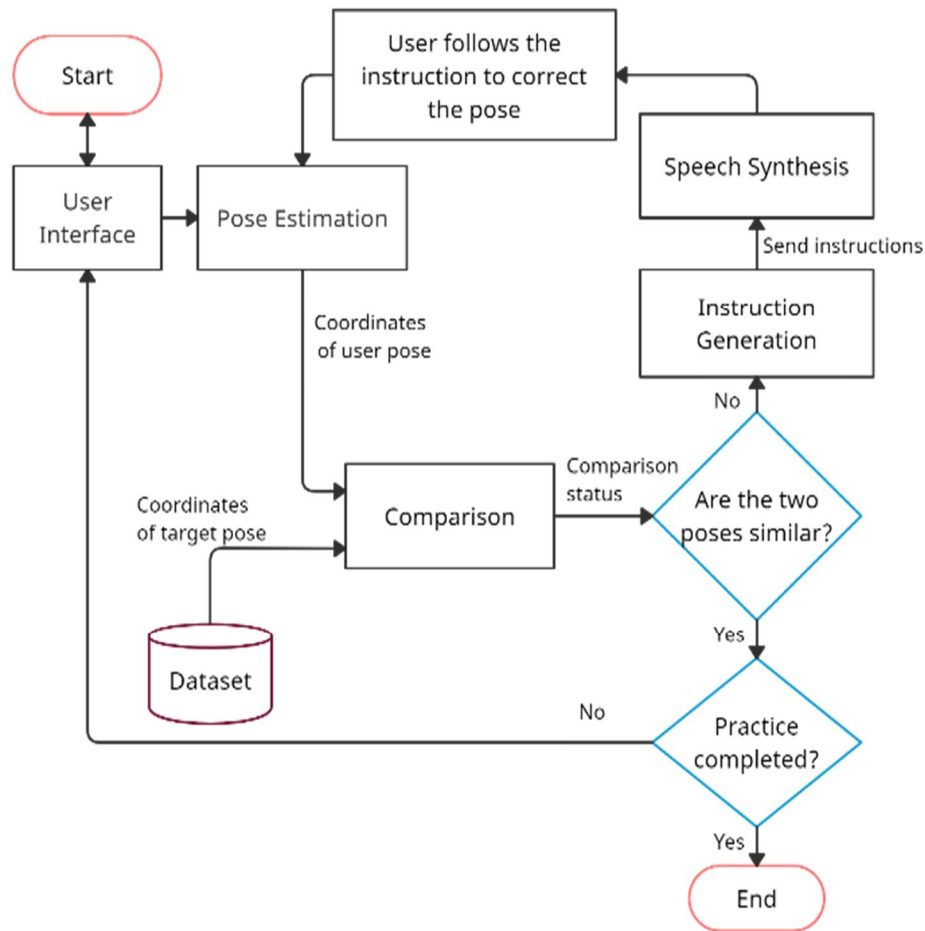 User follows the
instruction to correct
the pose
Start
Speech Synthesis
User
Interface
Pose Estimation
Send instructions
Instruction
Generation
Coordinates
of user pose
No
Comparison
status
Are the two
poses similar?
Coordinates
of target pose
Comparison
Yes
Dataset
No
Practice
completed?
Yes
End